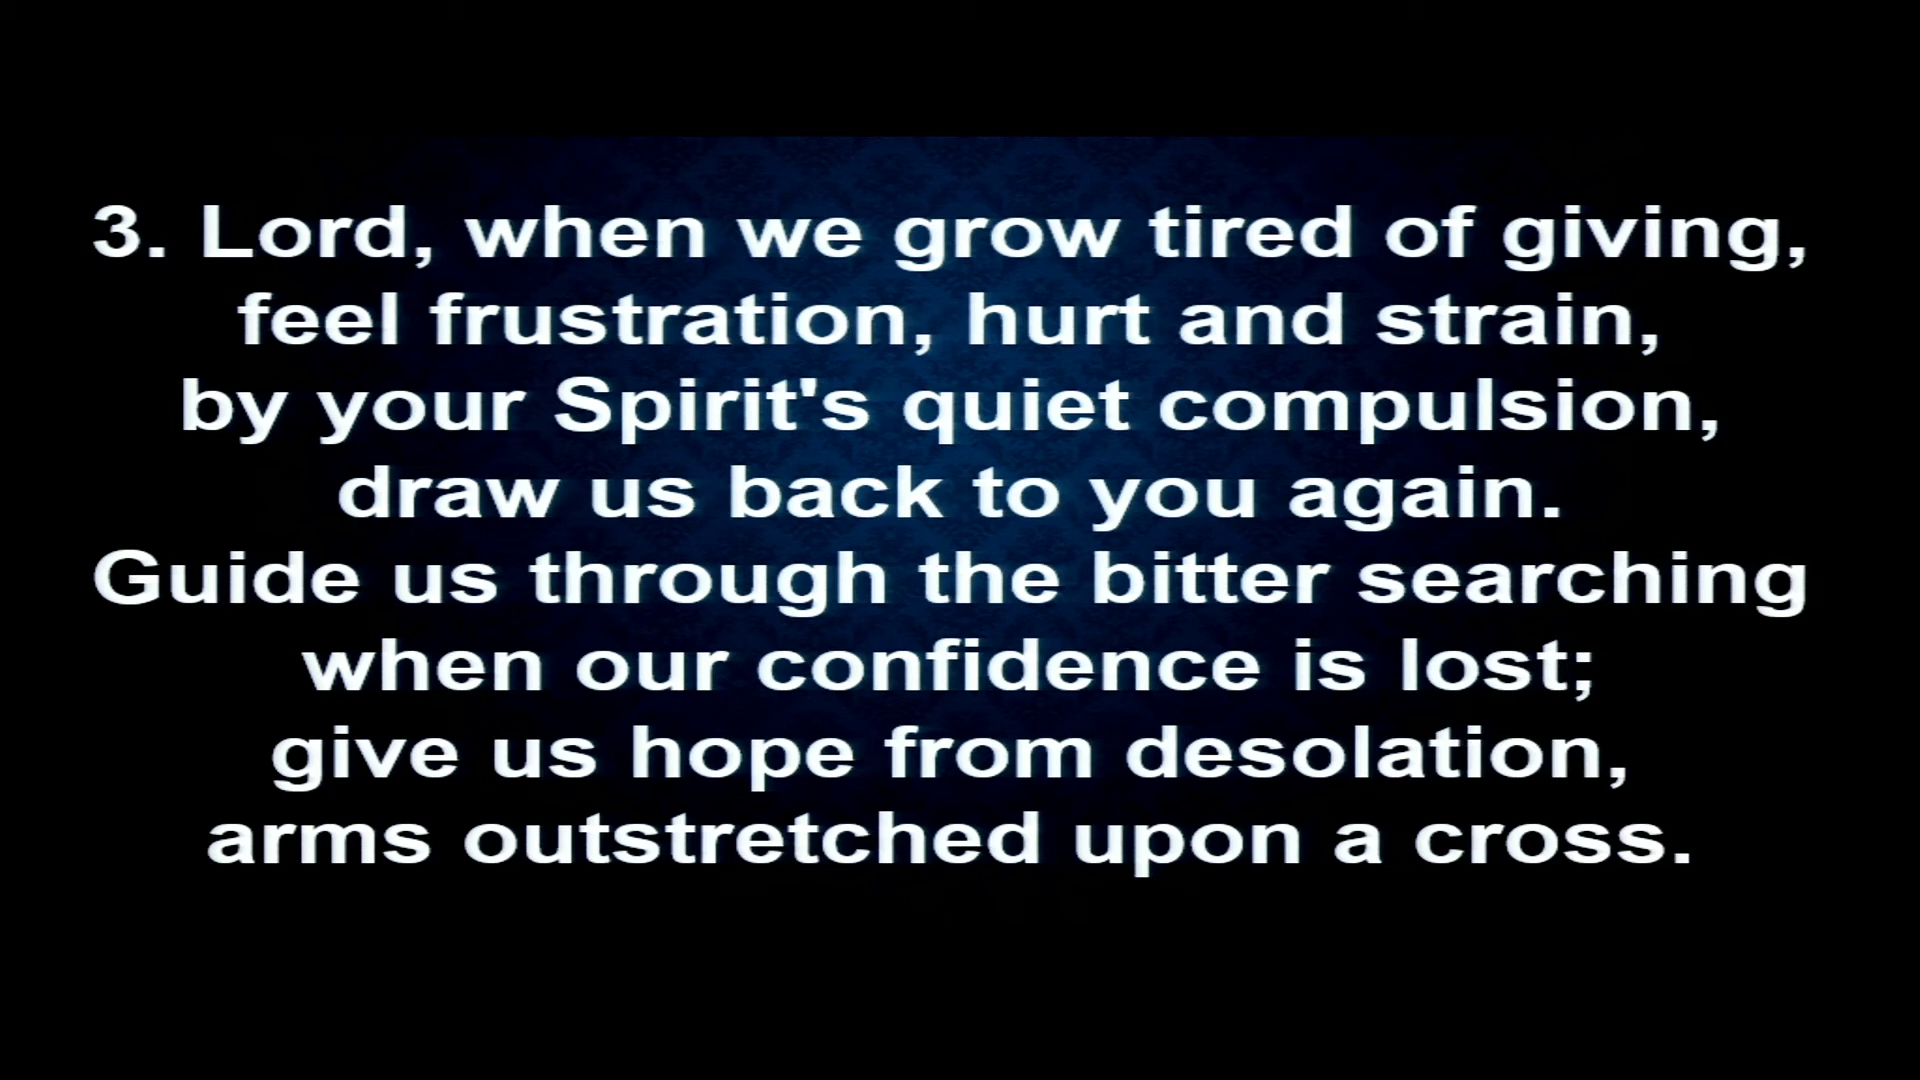 3. Lord, when we grow tired of giving,
feel frustration, hurt and strain,
by your Spirit's quiet compulsion,
draw us back to you again.
Guide us through the bitter searching
when our confidence is lost;
give us hope from desolation,
arms outstretched upon a cross.